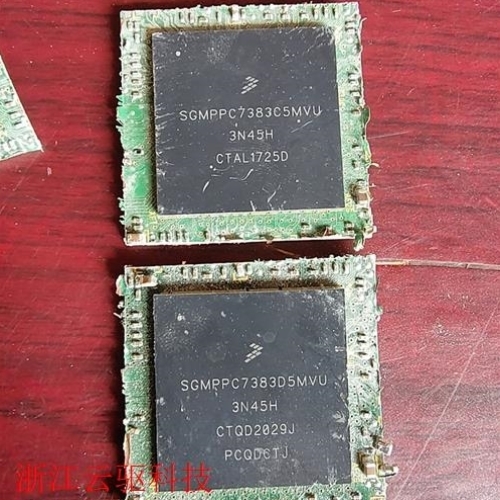 SGMPPC7383C5MVU
3N45H
CTAL1725D
SGMPPC7383D5MVU
3N45H
CTQD2029J
PCQDCTJ
浙江云驱科技